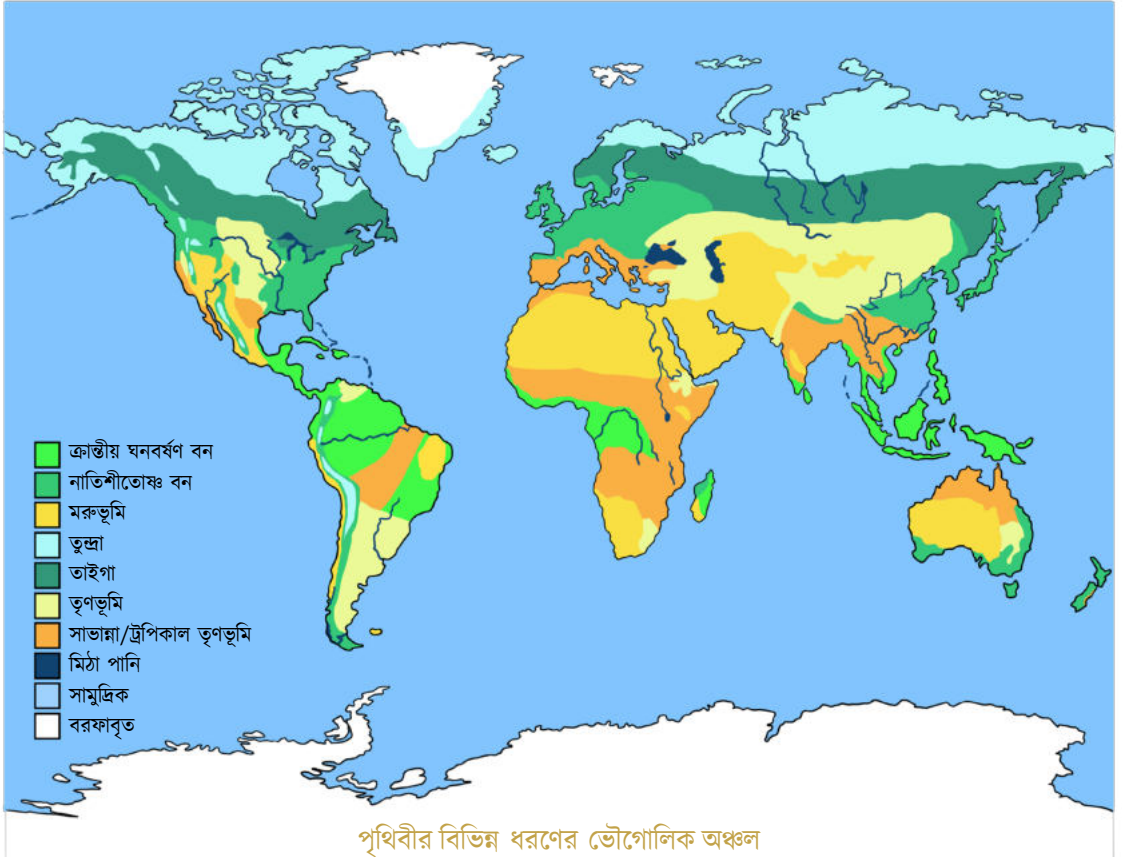 ক্রান্তীয় ঘনবর্ষণ বন
নাতিশীতোষ্ণ বন
মরুভূমি
তুন্দ্রা
তাইগা
তৃণভূমি
সাভান্না/ট্রপিকাল তৃণভূমি
মিঠা পানি
সামুদ্রিক
বরফাবৃত
পৃথিবীর বিভিন্ন ধরণের ভৌগোলিক অঞ্চল